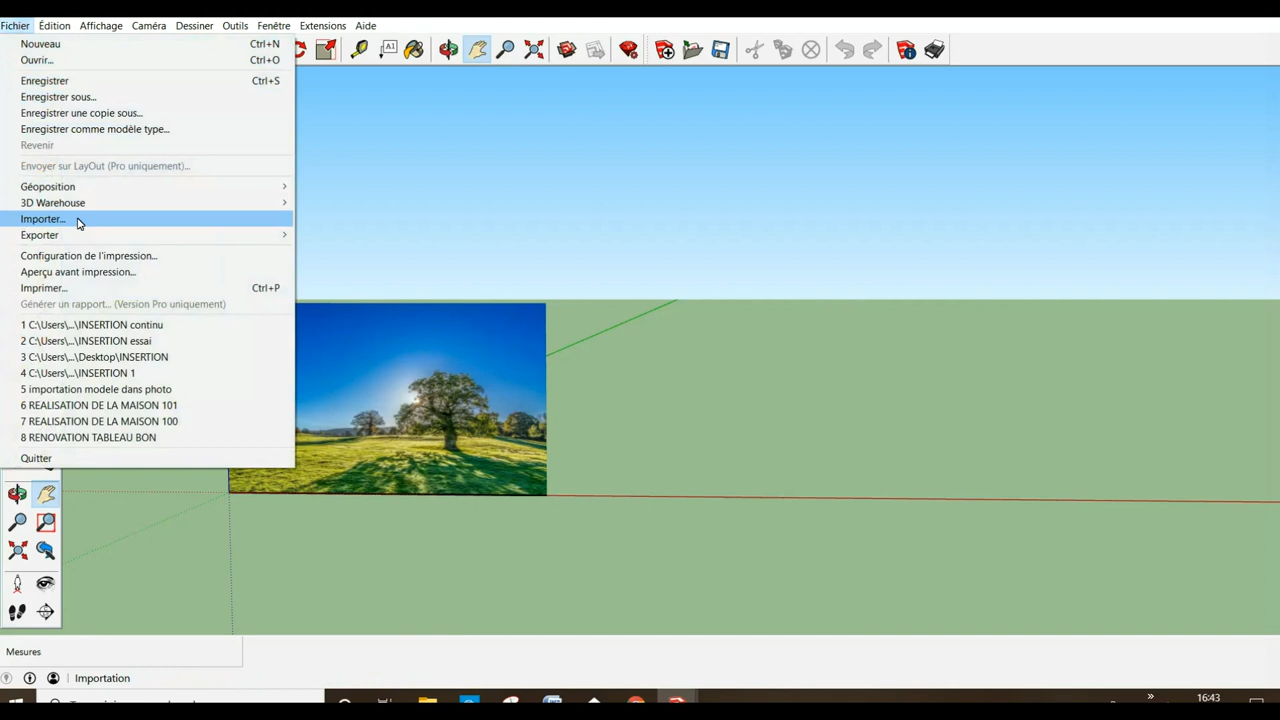 Fichier Édition Affichage Caméra Dessiner Outils Fenêtre Extensions Aide
Nouveau Ctrl+N
Ouvrir... Ctrl+O
Enregistrer Ctrl+S
Enregistrer sous...
Enregistrer une copie sous...
Enregistrer comme modèle type...
Revenir
Envoyer sur LayOut (Pro uniquement)...
Géoposition
3D Warehouse
Importer...
Exporter
Configuration de l'impression...
Aperçu avant impression...
Imprimer... Ctrl+P
Générer un rapport... (Version Pro uniquement)
1 C:\Users\...\INSERTION continu
2 C:\Users\...\INSERTION essai
3 C:\Users\...\Desktop\INSERTION
4 C:\Users\...\INSERTION 1
5 importation modele dans photo
6 REALISATION DE LA MAISON 101
7 REALISATION DE LA MAISON 100
8 RENOVATION TABLEAU BON
Quitter
Mesures
Importation
16:43